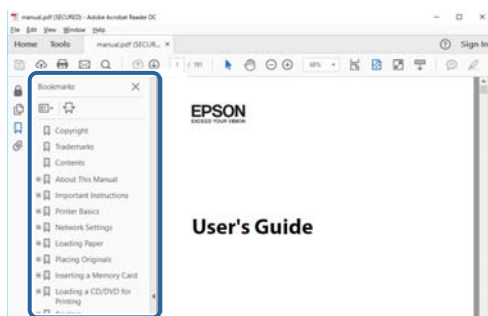 manual.pdf (SECURED) - Adobe Acrobat Reader DC
File Edit View Window Help
Home Tools manual.pdf (SECUR... × Sign In
1 / 191
Bookmarks
Copyright
Trademarks
Contents
About This Manual
Important Instructions
Printer Basics
Network Settings
Loading Paper
Placing Originals
Inserting a Memory Card
Loading a CD/DVD for
Printing
EPSON
EXCEED YOUR VISION
User's Guide